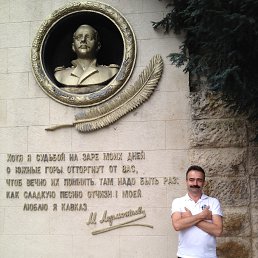 ХОТЯ Я СУДЬБОЙ НА ЗАРЕ МОИХ ДНЕЙ
О ЮЖНЫЕ ГОРЫ, ОТТОРГНУТ ОТ ВАС,
ЧТОБ ВЕЧНО ИХ ПОМНИТЬ, ТАМ НАДО БЫТЬ РАЗ:
КАК СЛАДКУЮ ПЕСНЮ ОТЧИЗНЫ МОЕЙ,
ЛЮБЛЮ Я КАВКАЗ.
М Лермонтов